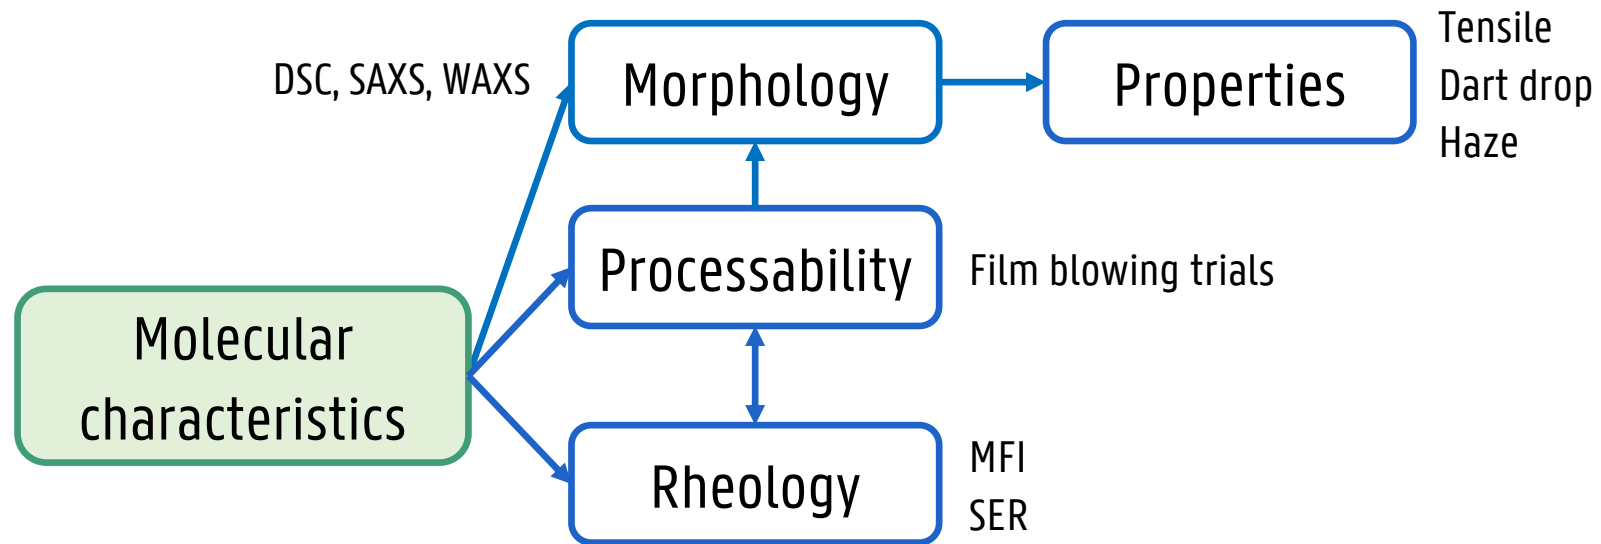 DSC, SAXS, WAXS
Morphology
Properties
Tensile
Dart drop
Haze
Processability
Film blowing trials
Molecular
characteristics
Rheology
MFI
SER